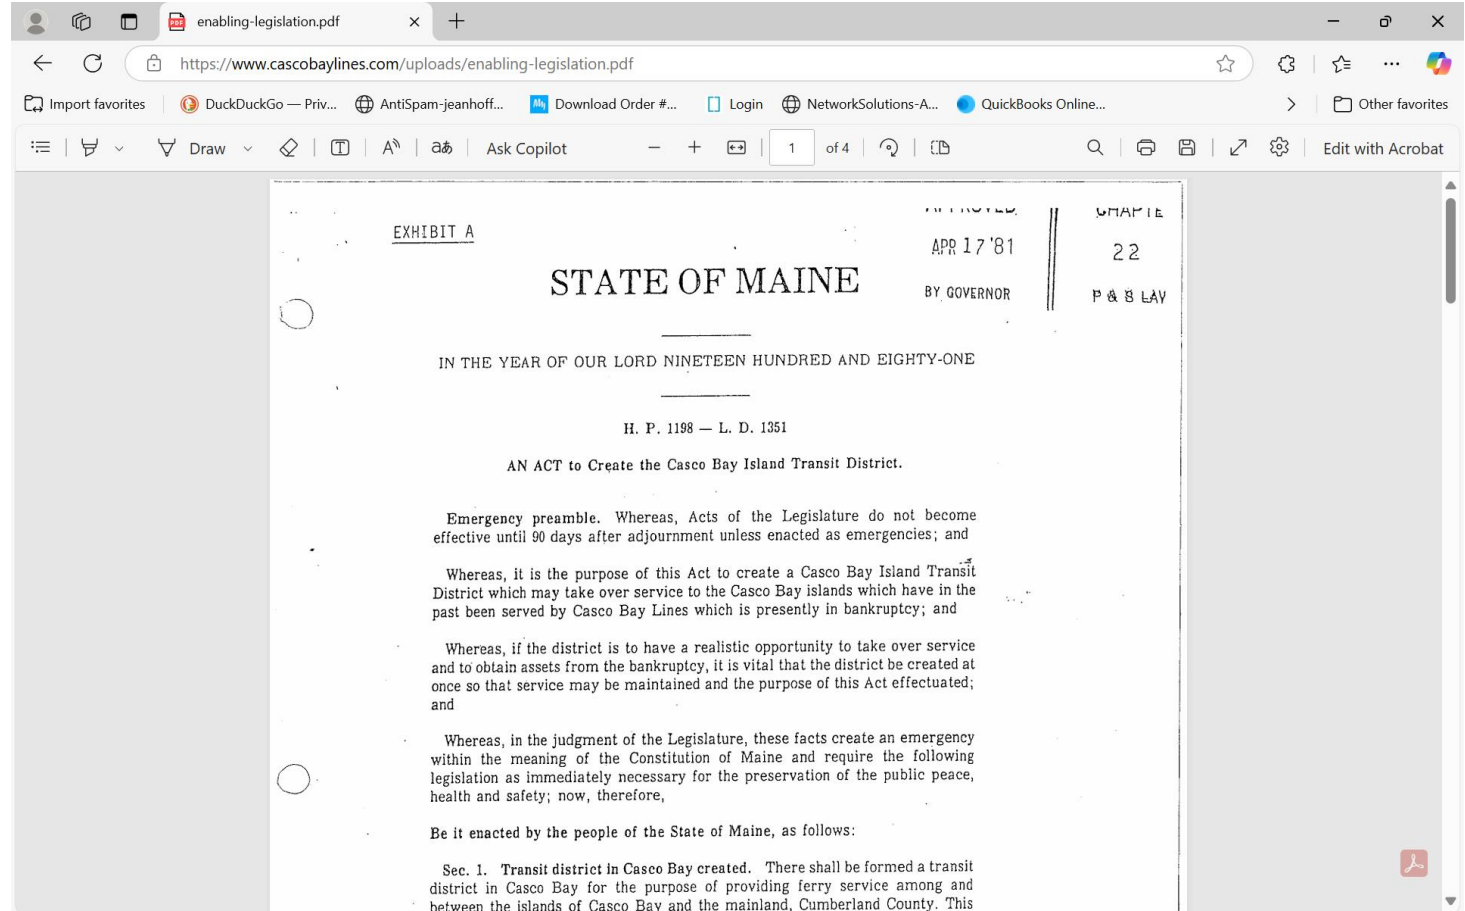 enabling-legislation.pdf
https://www.cascobaylines.com/uploads/enabling-legislation.pdf
Import favorites
DuckDuckGo — Priv...
AntiSpam-jeanhoff...
Download Order #...
Login
NetworkSolutions-A...
QuickBooks Online...
Other favorites
Draw
Ask Copilot
1 of 4
Edit with Acrobat
EXHIBIT A
APR 17 '81
BY GOVERNOR
22
STATE OF MAINE
IN THE YEAR OF OUR LORD NINETEEN HUNDRED AND EIGHTY-ONE
H. P. 1198 — L. D. 1351
AN ACT to Create the Casco Bay Island Transit District.
Emergency preamble. Whereas, Acts of the Legislature do not become
effective until 90 days after adjournment unless enacted as emergencies; and
Whereas, it is the purpose of this Act to create a Casco Bay Island Transit
District which may take over service to the Casco Bay islands which have in the
past been served by Casco Bay Lines which is presently in bankruptcy; and
Whereas, if the district is to have a realistic opportunity to take over service
and to obtain assets from the bankruptcy, it is vital that the district be created at
once so that service may be maintained and the purpose of this Act effectuated;
and
Whereas, in the judgment of the Legislature, these facts create an emergency
within the meaning of the Constitution of Maine and require the following
legislation as immediately necessary for the preservation of the public peace,
health and safety; now, therefore,
Be it enacted by the people of the State of Maine, as follows:
Sec. 1. Transit district in Casco Bay created. There shall be formed a transit
district in Casco Bay for the purpose of providing ferry service among and
between the islands of Casco Bay and the mainland, Cumberland County. This